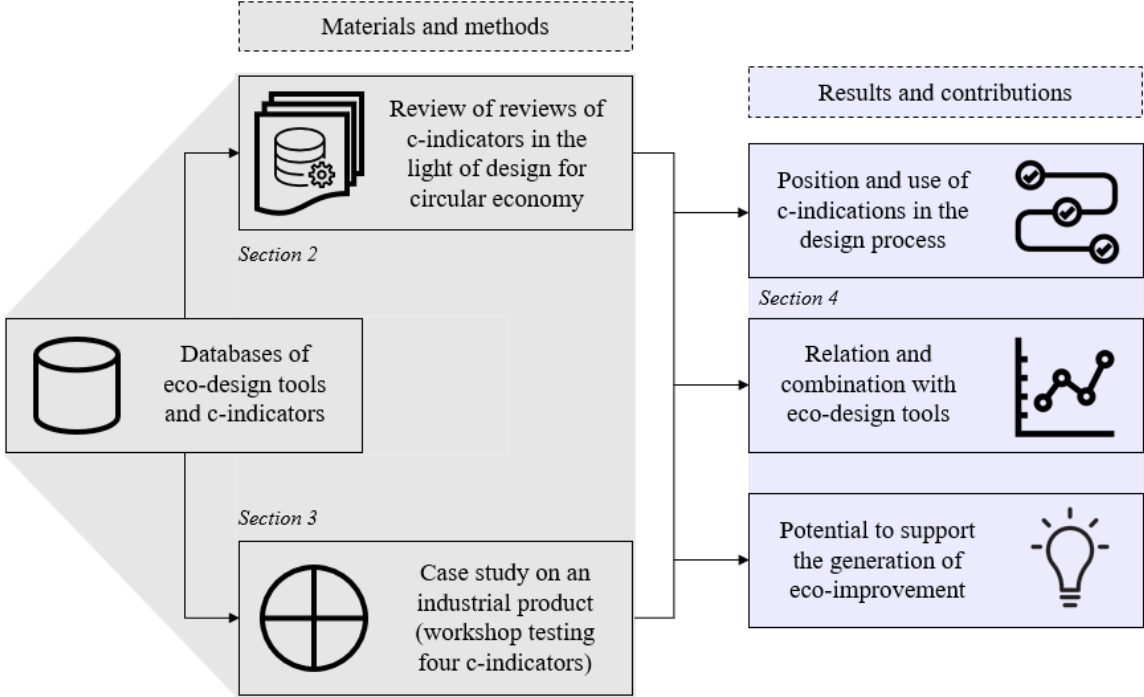 Materials and methods
Review of reviews of
c-indicators in the
light of design for
circular economy
Section 2
Databases of
eco-design tools
and c-indicators
Section 3
Case study on an
industrial product
(workshop testing
four c-indicators)
Results and contributions
Position and use of
c-indications in the
design process
Section 4
Relation and
combination with
eco-design tools
Potential to support
the generation of
eco-improvement